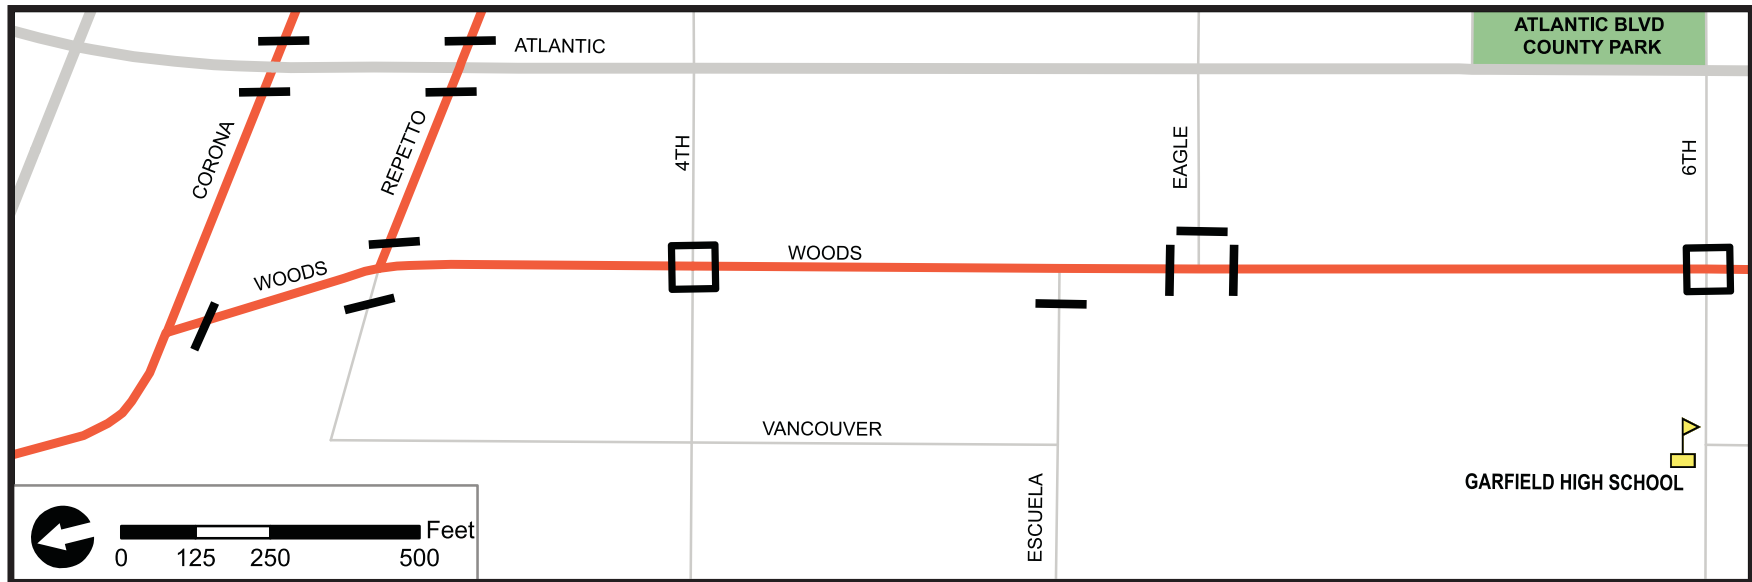 ATLANTIC BLVD
COUNTY PARK
ATLANTIC
CORONA
REPETTO
4TH
EAGLE
6TH
WOODS
WOODS
VANCOUVER
ESCUELA
GARFIELD HIGH SCHOOL
Feet
0 125 250 500